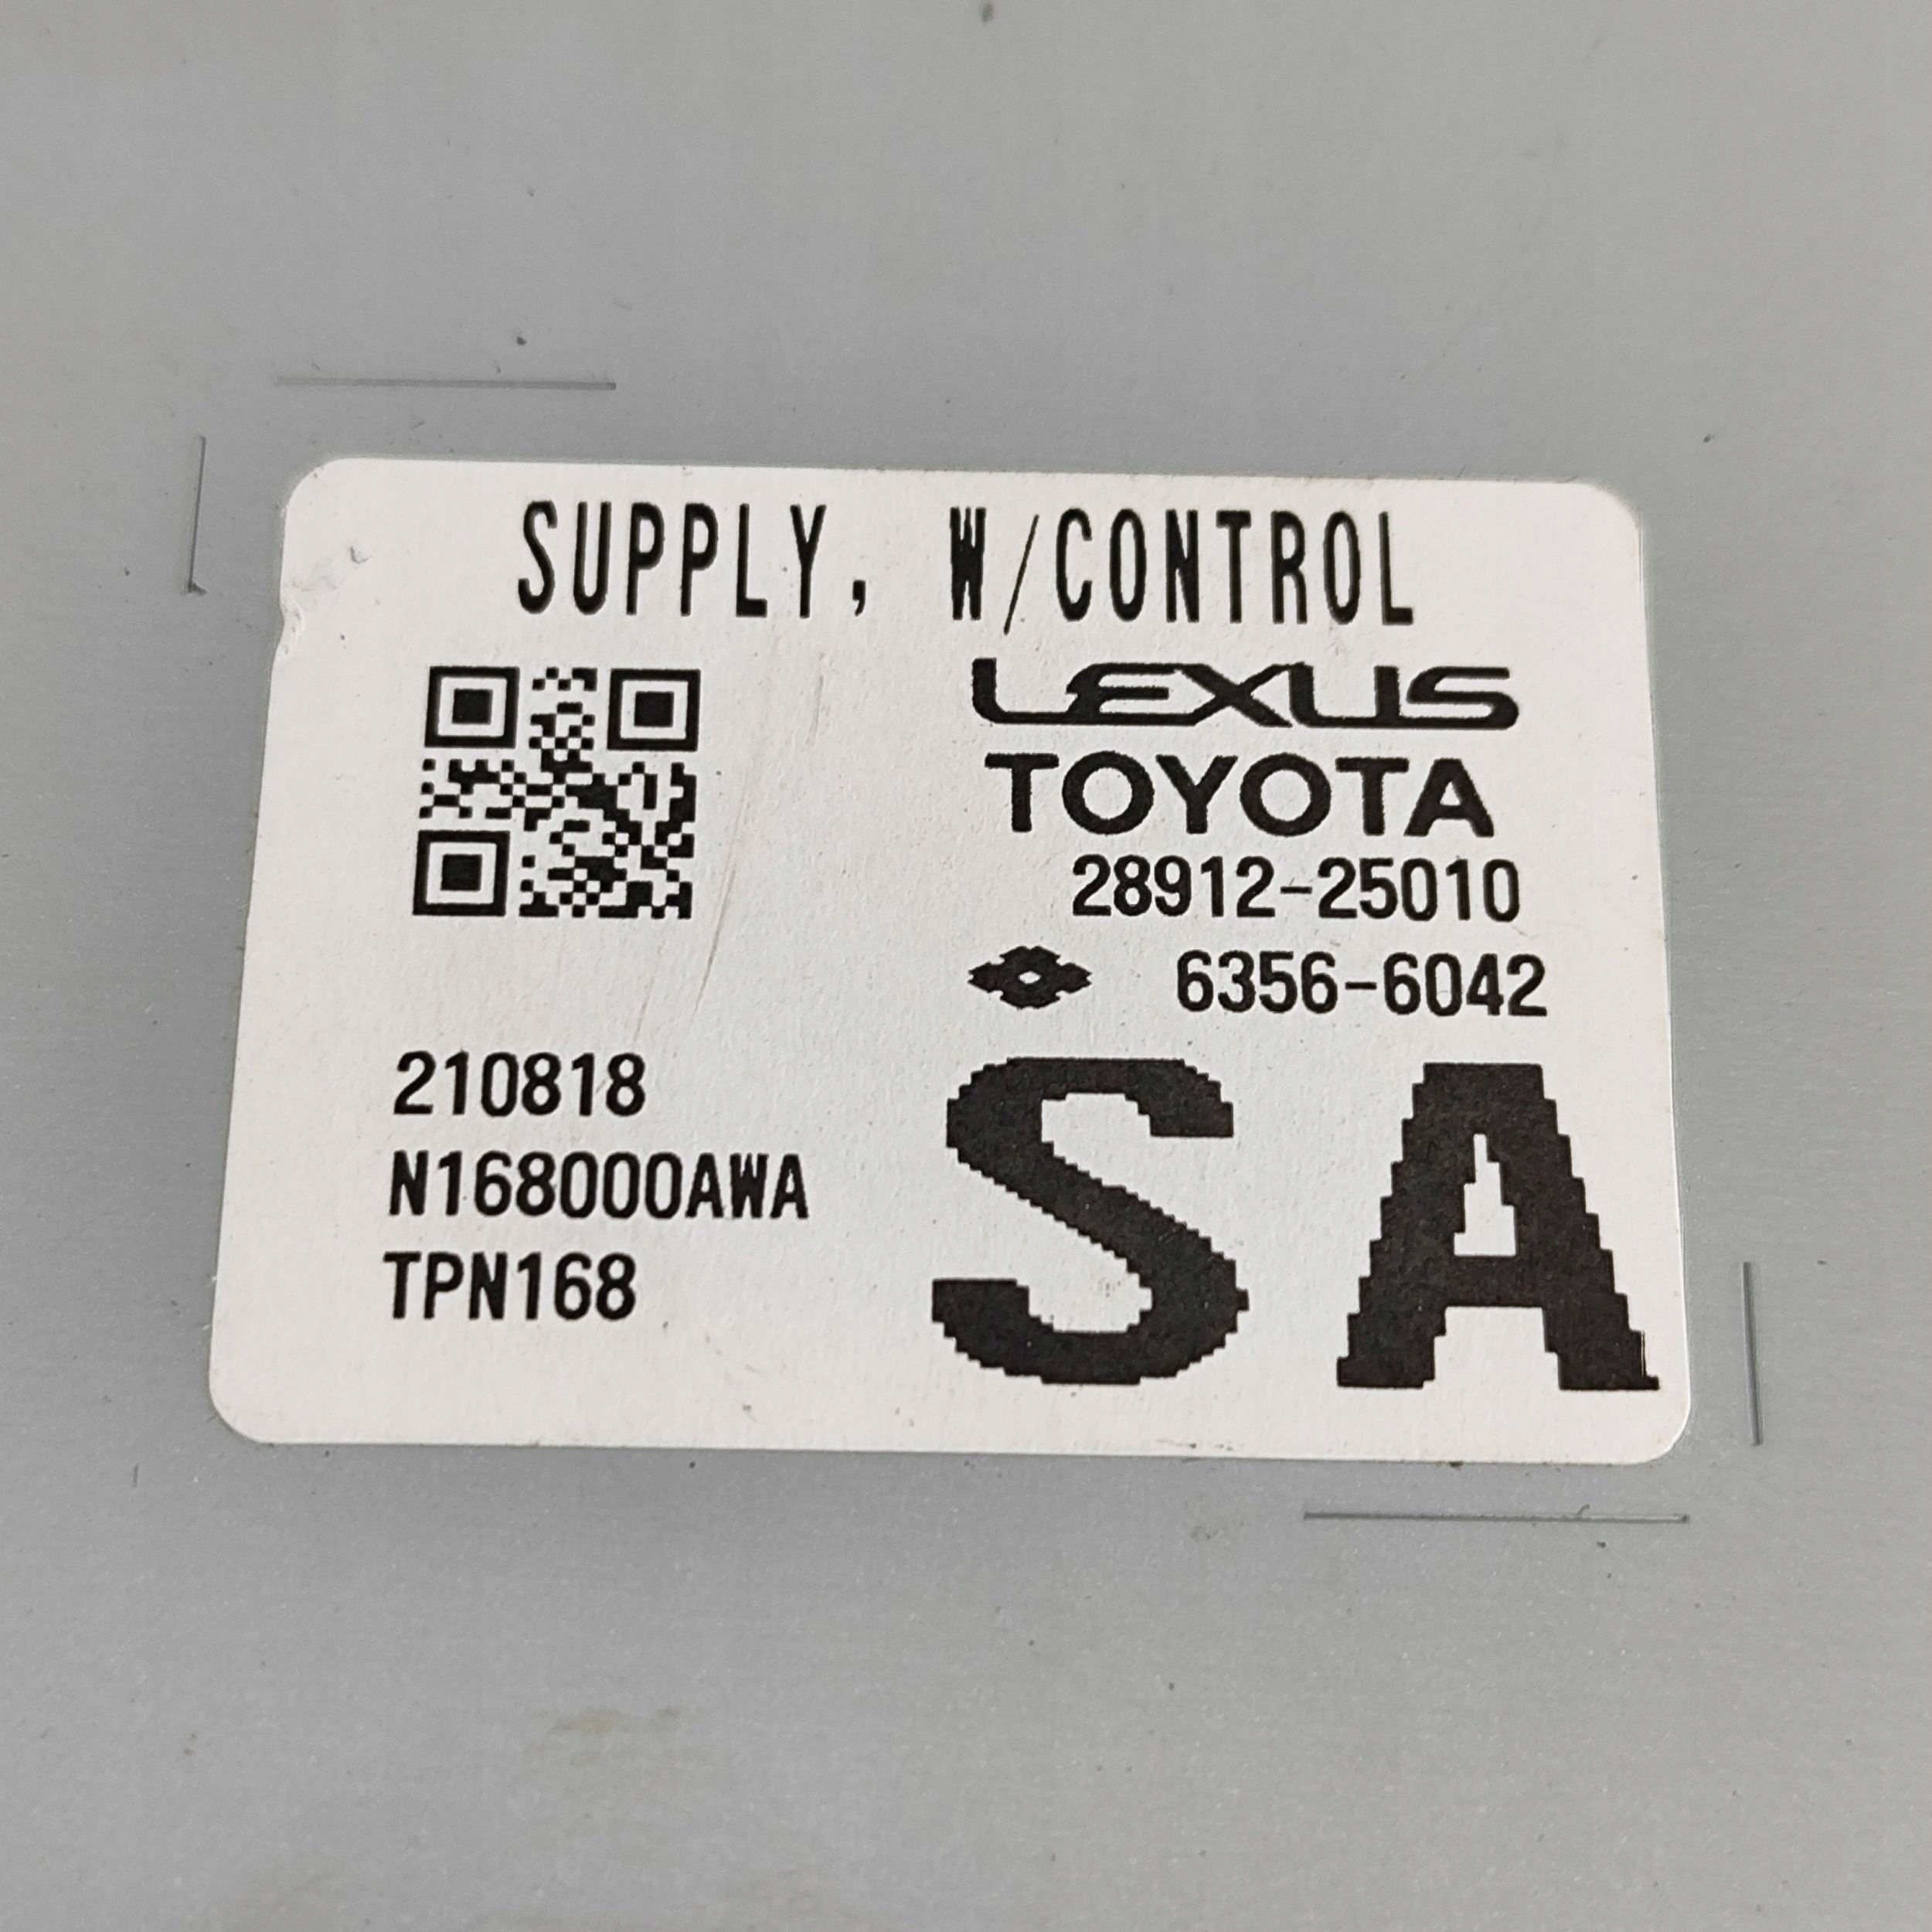 SUPPLY, W/CONTROL
LEXUS
TOYOTA
28912-25010
6356-6042
210818
N168000AWA
TPN168
SA